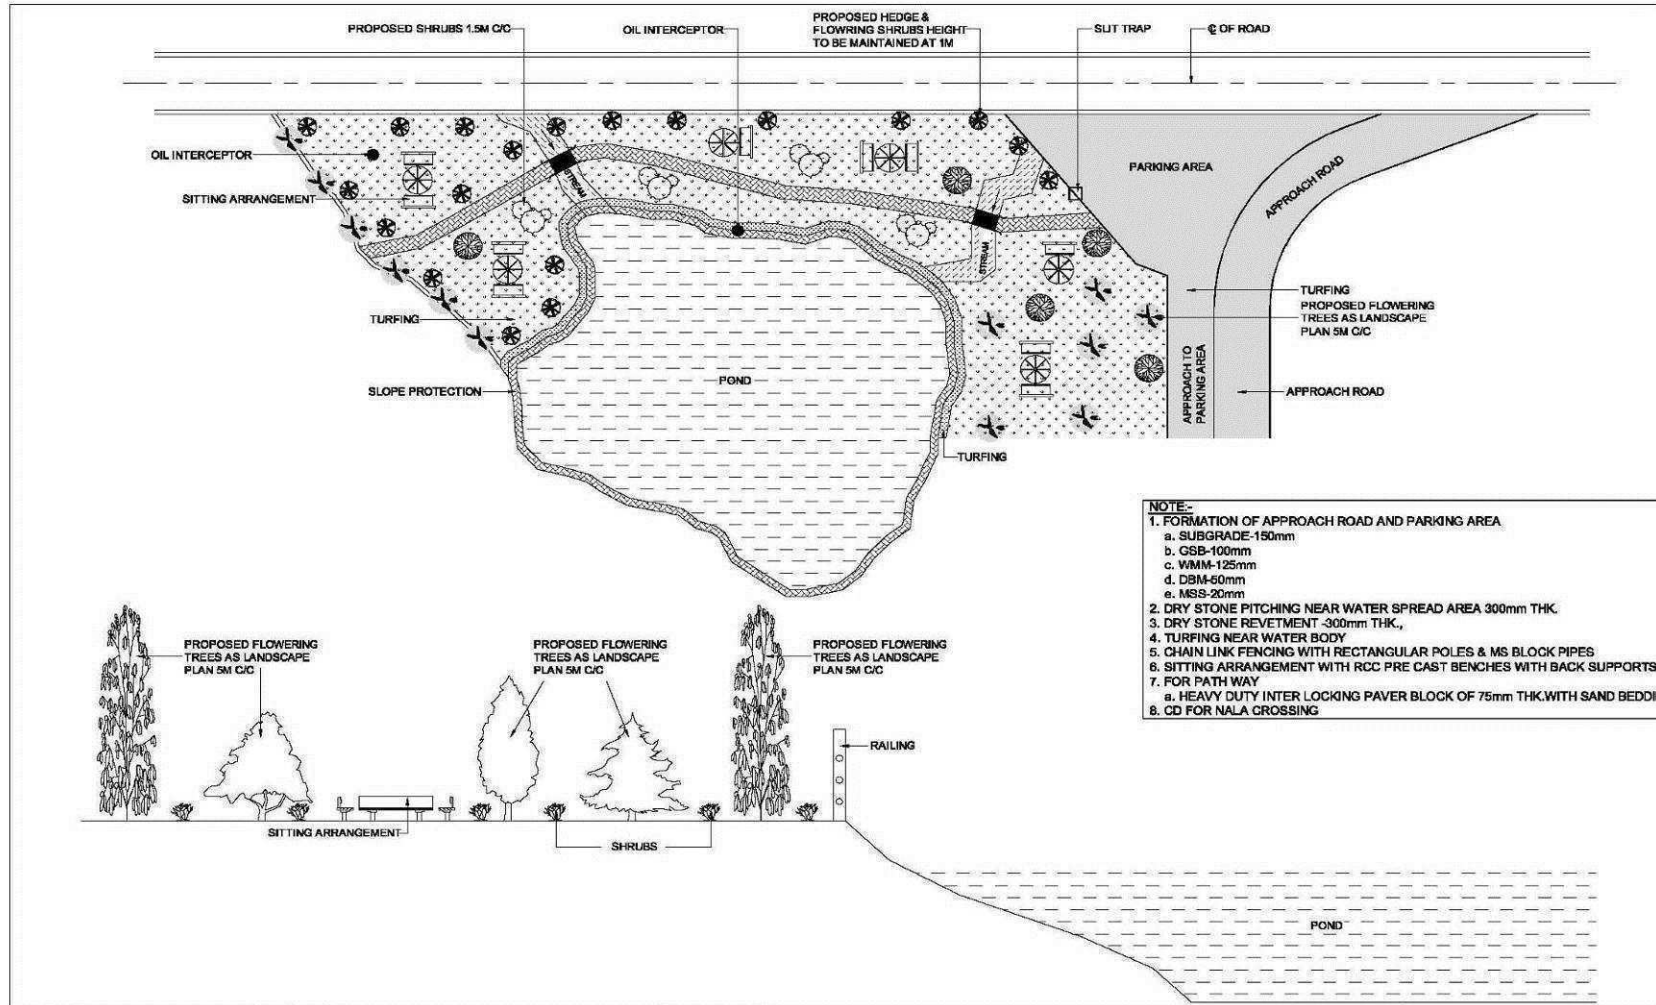 PROPOSED SHRUBS 1.5M C/C
OIL INTERCEPTOR
PROPOSED HEDGE &
FLOWRING SHRUBS HEIGHT
TO BE MAINTAINED AT 1M
SLIT TRAP
℄ OF ROAD
OIL INTERCEPTOR
SITTING ARRANGEMENT
STREAM
PARKING AREA
APPROACH ROAD
STREAM
TURFING
TURFING
PROPOSED FLOWERING
TREES AS LANDSCAPE
PLAN 5M C/C
SLOPE PROTECTION
POND
APPROACH TO
PARKING AREA
APPROACH ROAD
TURFING
NOTE:-
1. FORMATION OF APPROACH ROAD AND PARKING AREA
a. SUBGRADE-150mm
b. GSB-100mm
c. WMM-125mm
d. DBM-50mm
e. MSS-20mm
2. DRY STONE PITCHING NEAR WATER SPREAD AREA 300mm THK.
3. DRY STONE REVETMENT -300mm THK.,
4. TURFING NEAR WATER BODY
5. CHAIN LINK FENCING WITH RECTANGULAR POLES & MS BLOCK PIPES
6. SITTING ARRANGEMENT WITH RCC PRE CAST BENCHES WITH BACK SUPPORTS
7. FOR PATH WAY
a. HEAVY DUTY INTER LOCKING PAVER BLOCK OF 75mm THK.WITH SAND BEDDI
8. CD FOR NALA CROSSING
PROPOSED FLOWERING
TREES AS LANDSCAPE
PLAN 5M C/C
PROPOSED FLOWERING
TREES AS LANDSCAPE
PLAN 5M C/C
PROPOSED FLOWERING
TREES AS LANDSCAPE
PLAN 5M C/C
RAILING
SITTING ARRANGEMENT
SHRUBS
POND